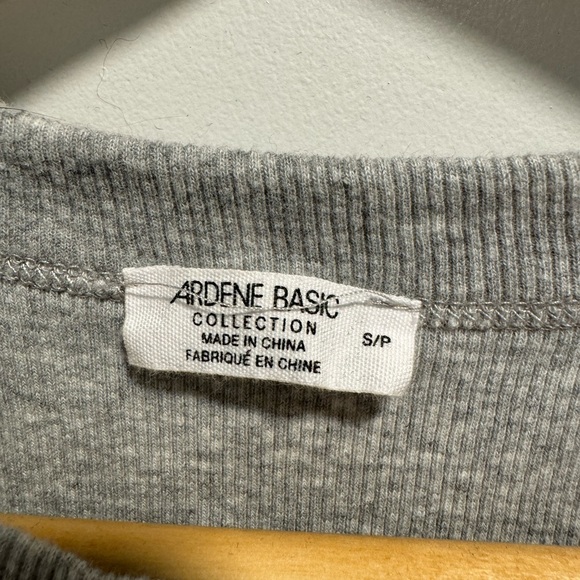 ARDENE BASIC
COLLECTION
MADE IN CHINA
FABRIQUÉ EN CHINE
S/P